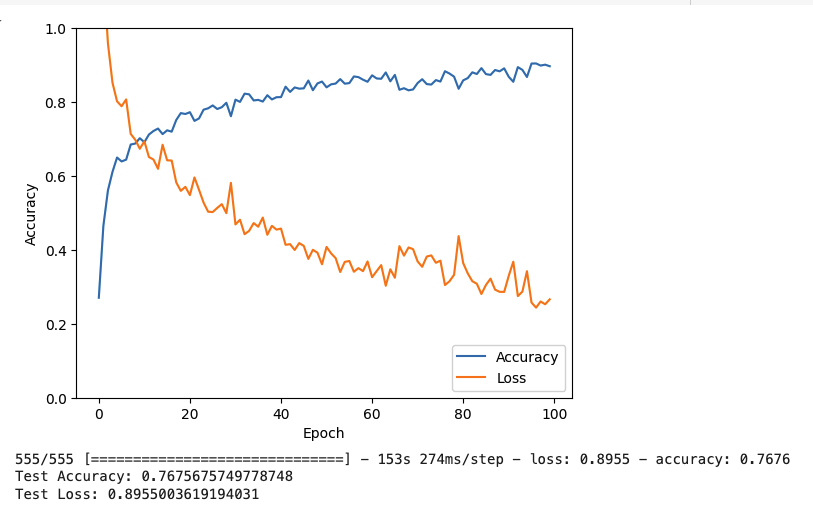 1.0
0.8
0.6
0.4
0.2
0.0
Accuracy
0 20 40 60 80 100
Epoch
Accuracy
Loss
555/555 [==============================] - 153s 274ms/step - loss: 0.8955 - accuracy: 0.7676
Test Accuracy: 0.7675675749778748
Test Loss: 0.8955003619194031